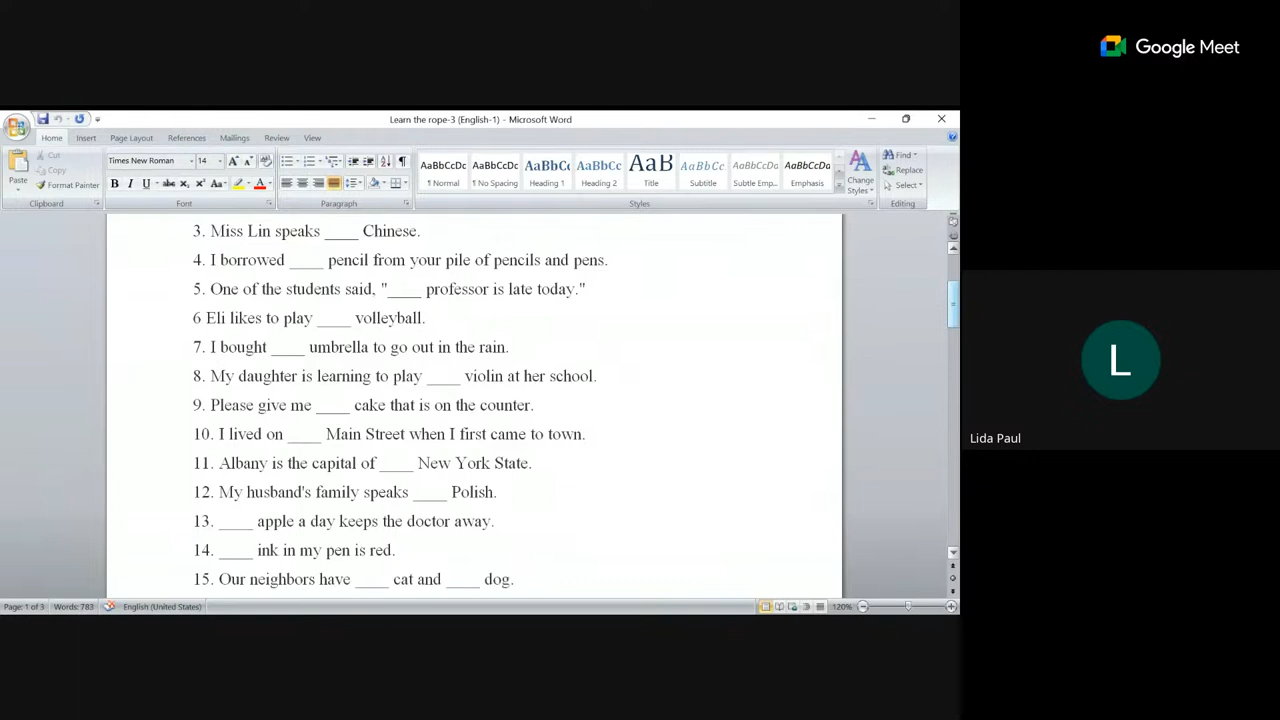 Google Meet
Learn the rope-3 (English-1) - Microsoft Word
Home Insert Page Layout References Mailings Review View
Paste Cut Copy Format Painter
Times New Roman 14
AaBbCcDc AaBbCcDc AaBbCc AaBbCc AaB AaBbCcI AaBbCcDc AaBbCcDc
¶ Normal ¶ No Spacing Heading 1 Heading 2 Title Subtitle Subtle Emp... Emphasis
Change Styles
Find Replace Select
Clipboard Font Paragraph Styles Editing
3. Miss Lin speaks ____ Chinese.
4. I borrowed ____ pencil from your pile of pencils and pens.
5. One of the students said, "____ professor is late today."
6 Eli likes to play ____ volleyball.
7. I bought ____ umbrella to go out in the rain.
8. My daughter is learning to play ____ violin at her school.
9. Please give me ____ cake that is on the counter.
10. I lived on ____ Main Street when I first came to town.
11. Albany is the capital of ____ New York State.
12. My husband's family speaks ____ Polish.
13. ____ apple a day keeps the doctor away.
14. ____ ink in my pen is red.
15. Our neighbors have ____ cat and ____ dog.
Page: 1 of 3 Words: 783 English (United States) 120%
L
Lida Paul